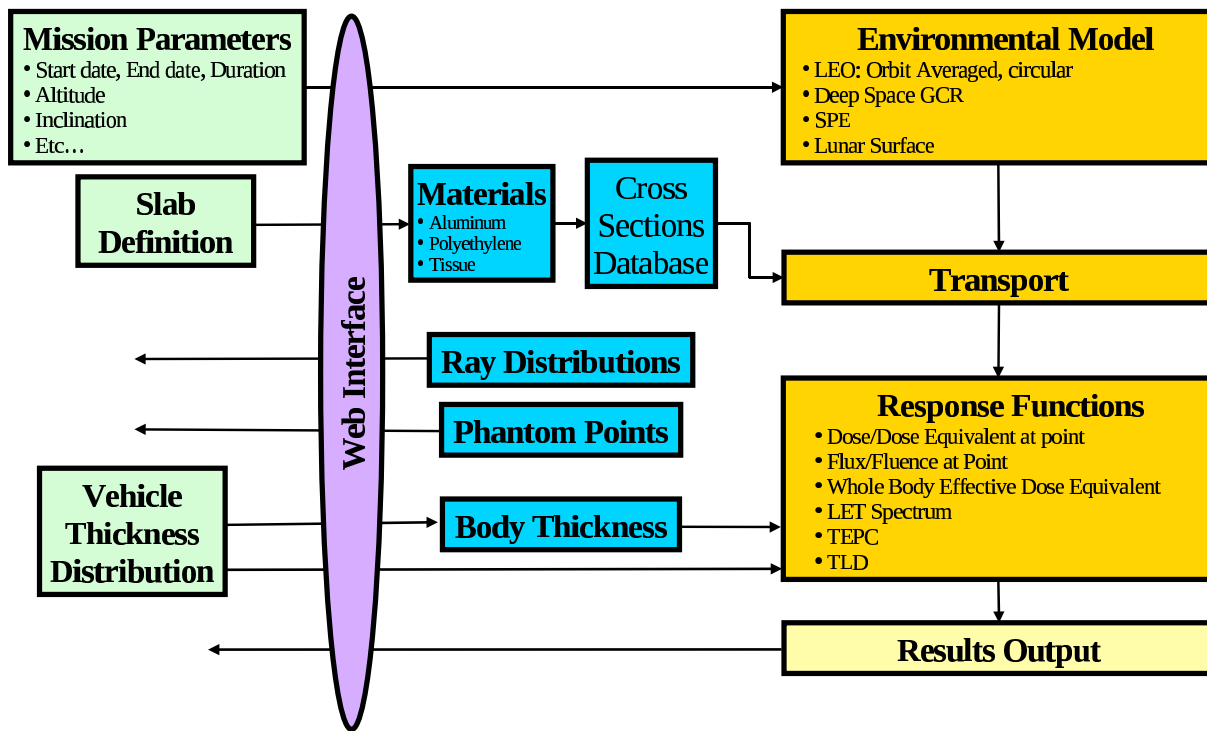 Mission Parameters
• Start date, End date, Duration
• Altitude
• Inclination
• Etc…
Environmental Model
• LEO: Orbit Averaged, circular
• Deep Space GCR
• SPE
• Lunar Surface
Slab
Definition
Materials
• Aluminum
• Polyethylene
• Tissue
Cross
Sections
Database
Transport
Web Interface
Ray Distributions
Phantom Points
Response Functions
• Dose/Dose Equivalent at point
• Flux/Fluence at Point
• Whole Body Effective Dose Equivalent
• LET Spectrum
• TEPC
• TLD
Vehicle
Thickness
Distribution
Body Thickness
Results Output